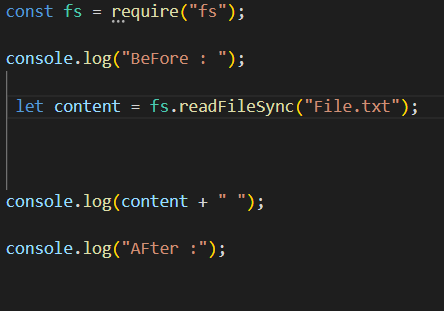 const fs = require("fs");
console.log("BeFore : ");
let content = fs.readFileSync("File.txt");
console.log(content + " ");
console.log("AFter :");